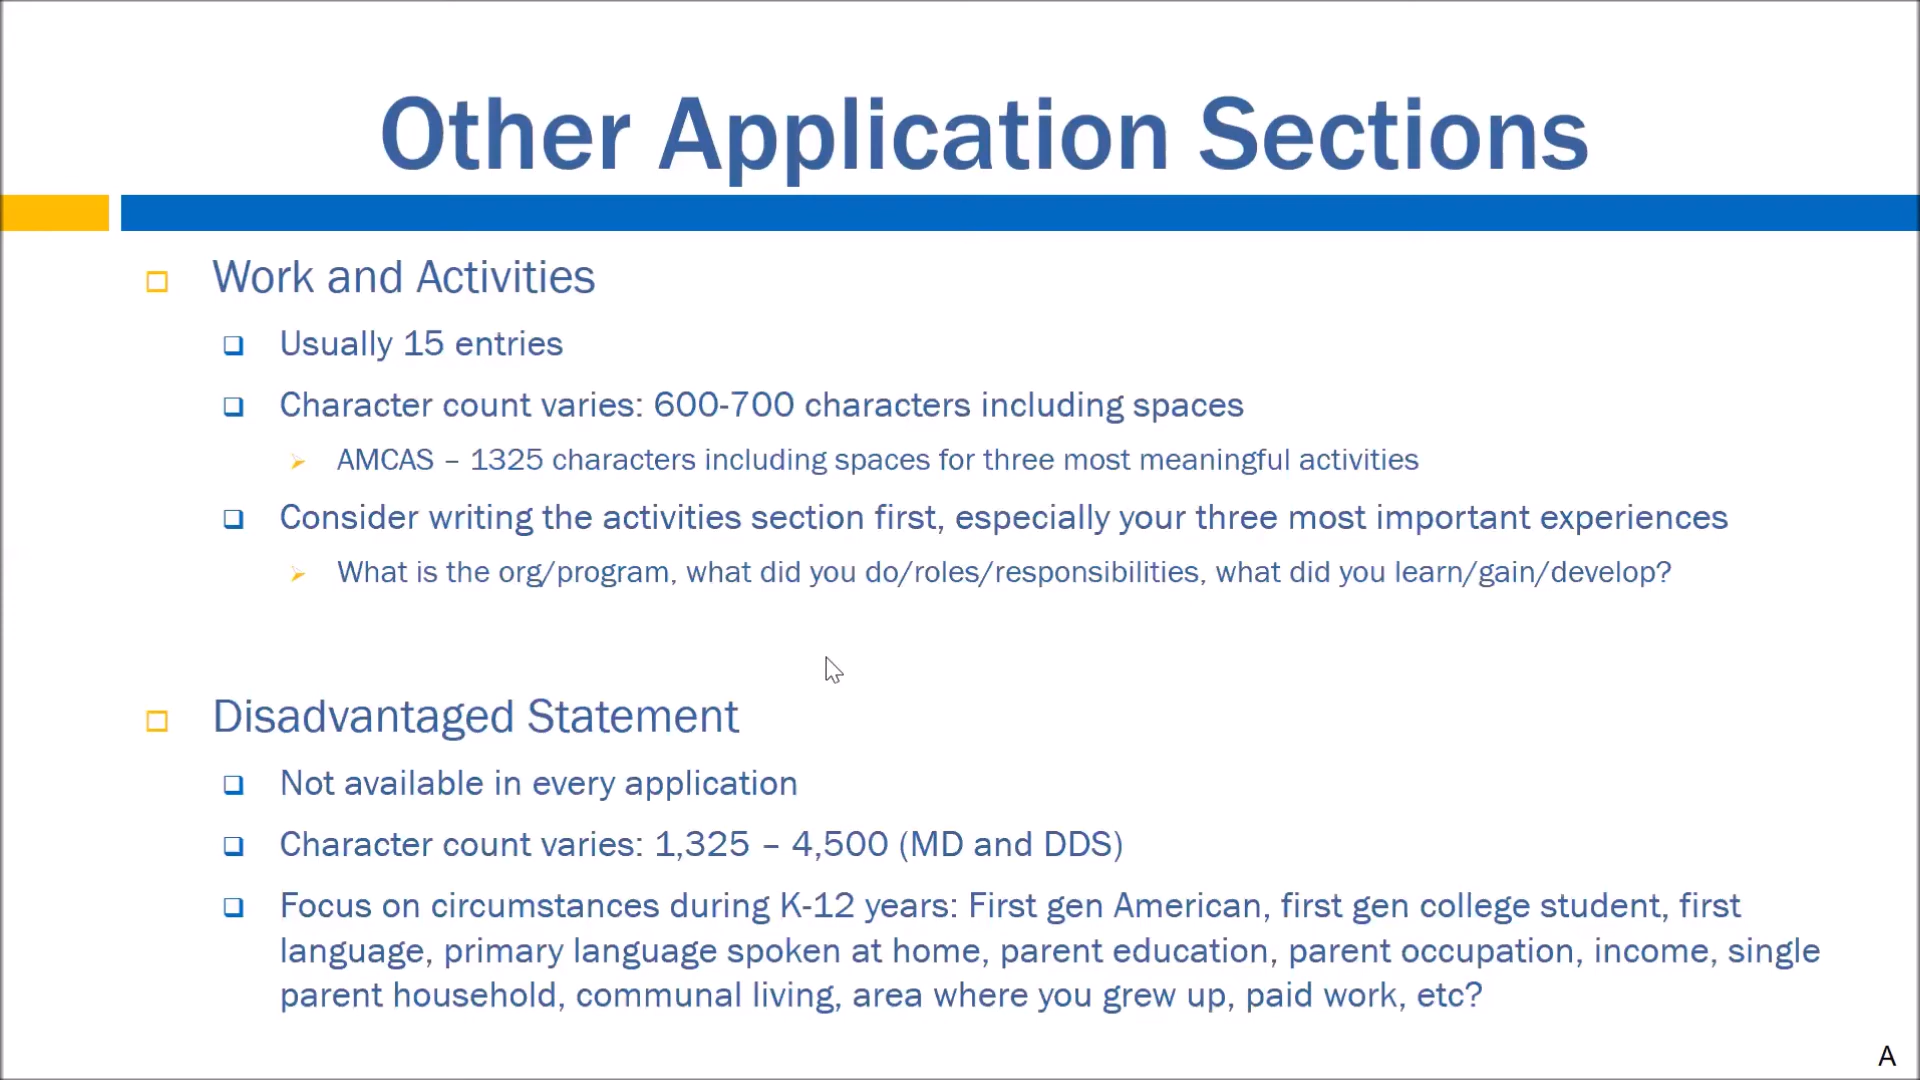 Other Application Sections
Work and Activities
Usually 15 entries
Character count varies: 600-700 characters including spaces
AMCAS – 1325 characters including spaces for three most meaningful activities
Consider writing the activities section first, especially your three most important experiences
What is the org/program, what did you do/roles/responsibilities, what did you learn/gain/develop?
Disadvantaged Statement
Not available in every application
Character count varies: 1,325 – 4,500 (MD and DDS)
Focus on circumstances during K-12 years: First gen American, first gen college student, first
language, primary language spoken at home, parent education, parent occupation, income, single
parent household, communal living, area where you grew up, paid work, etc?
A